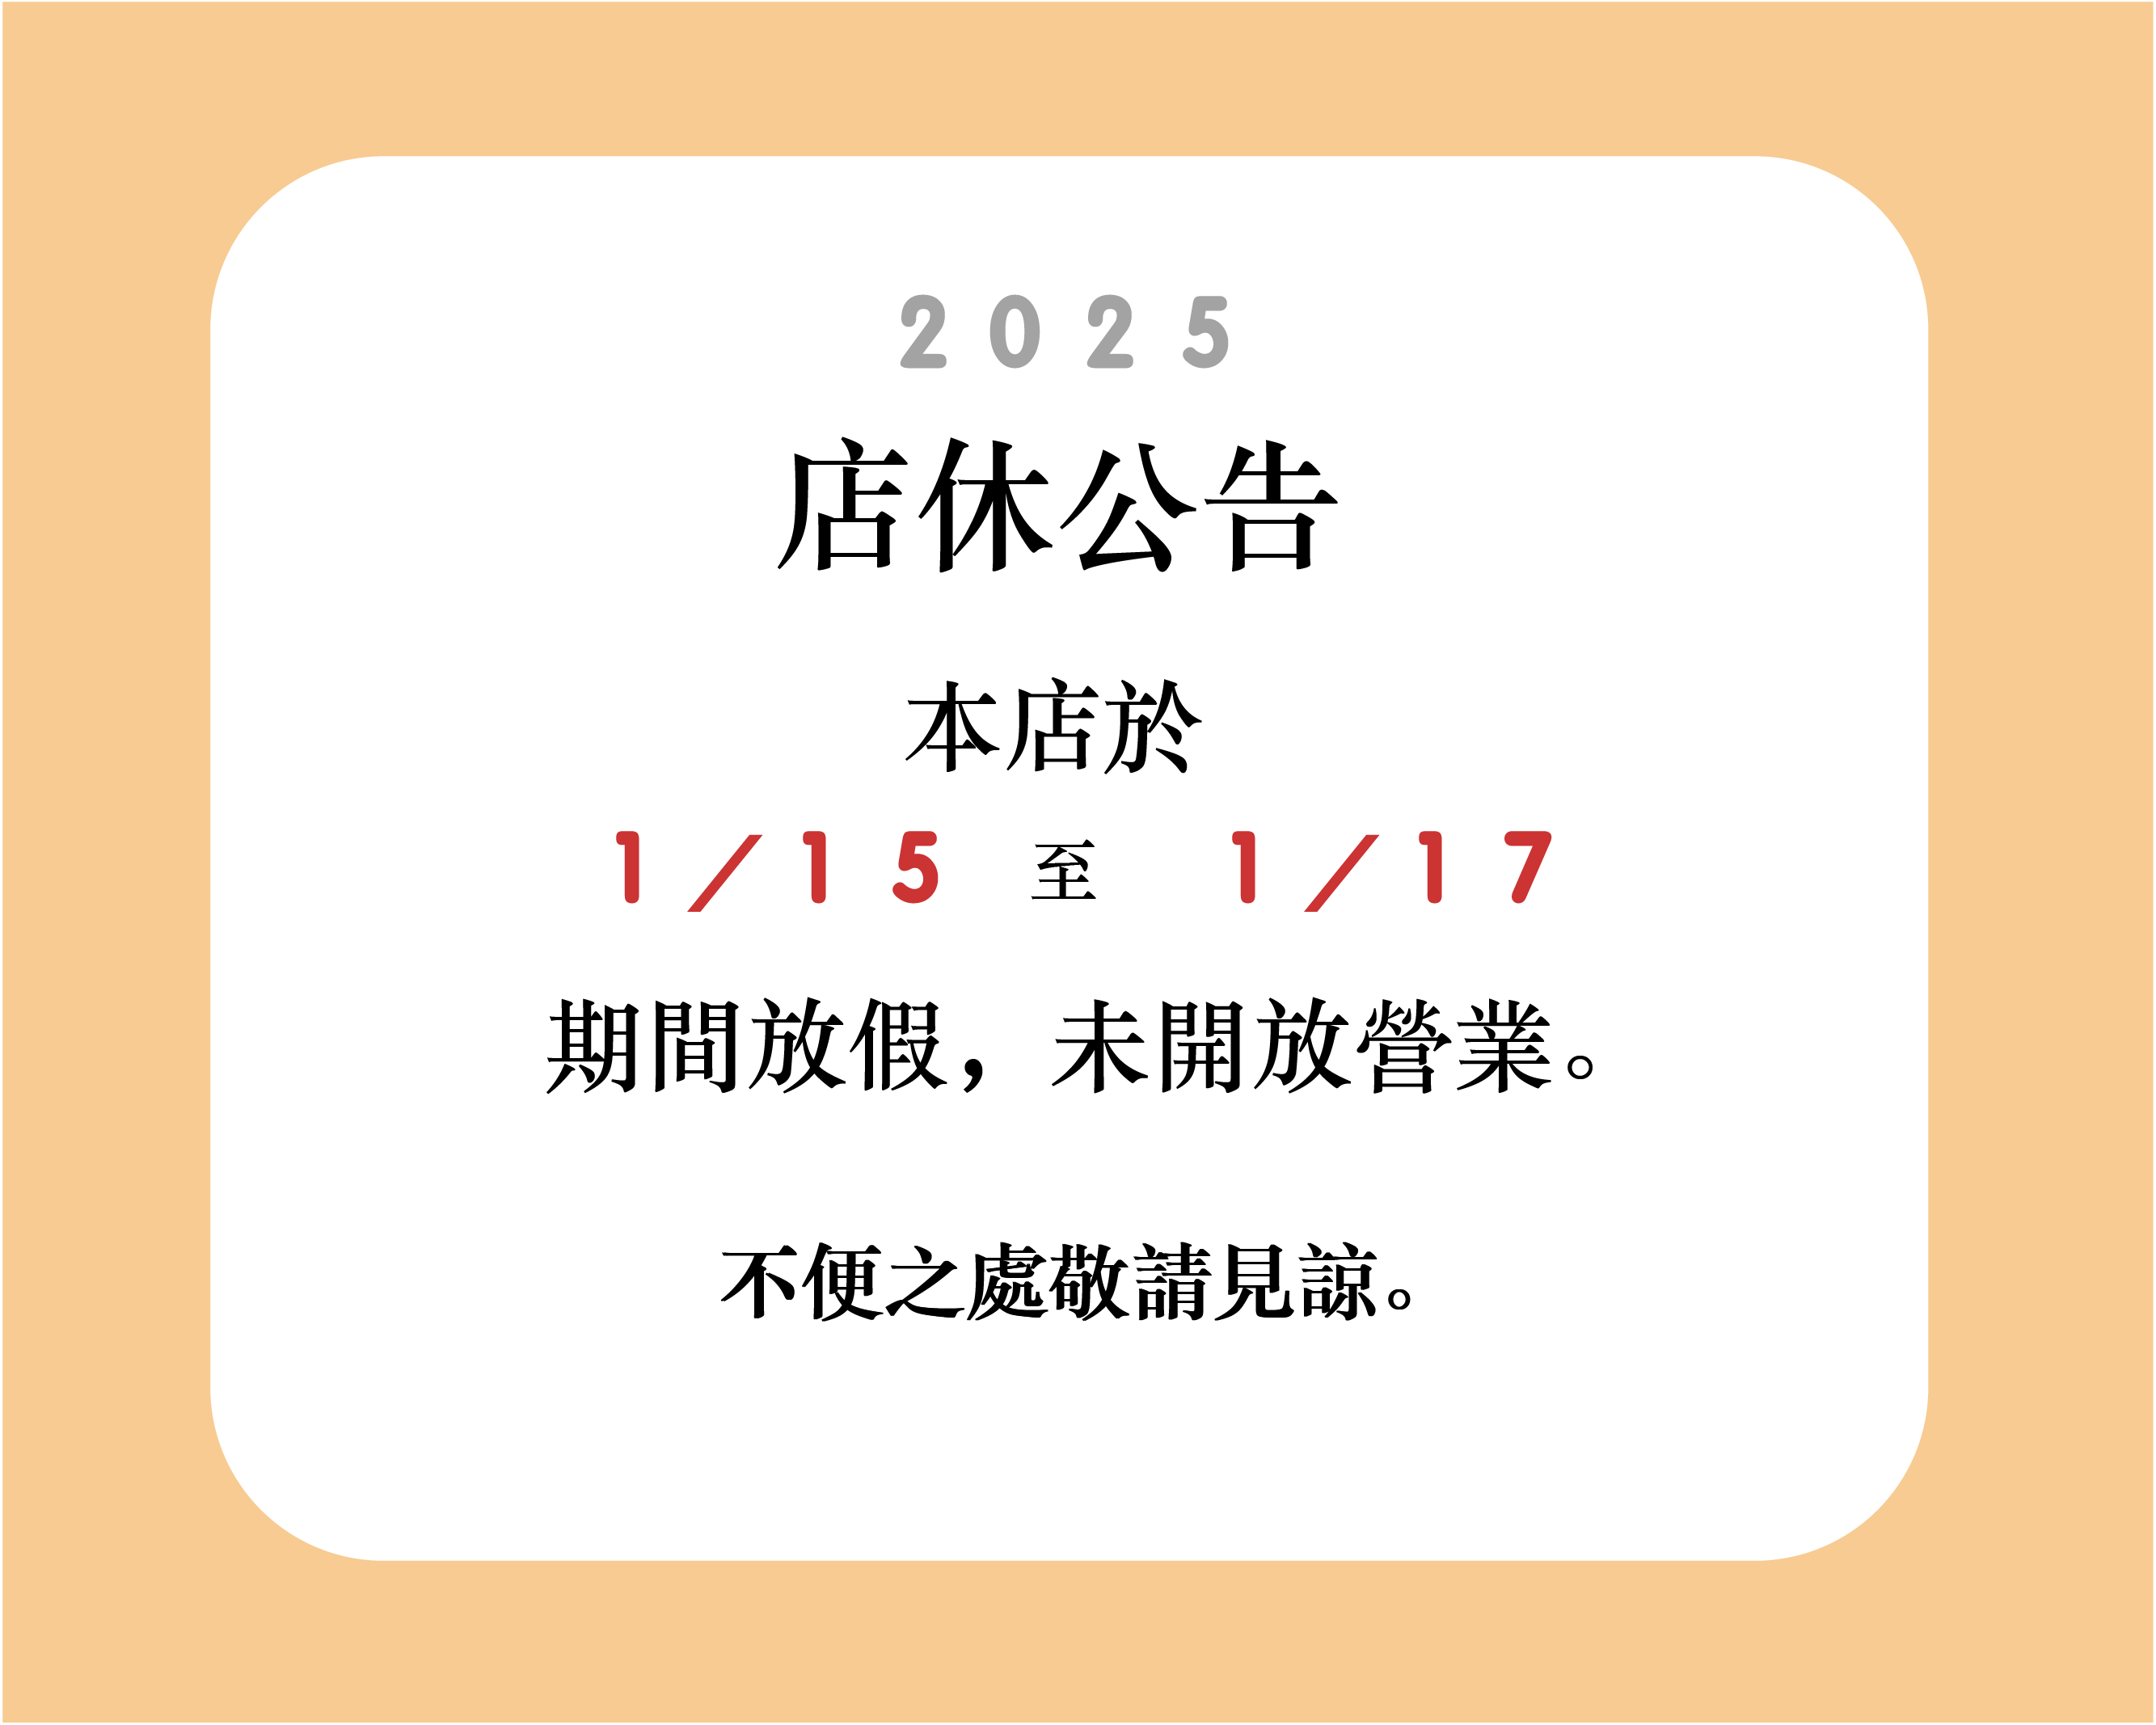 2025
店休公告
本店於
1/15 至 1/17
期間放假，未開放營業。
不便之處敬請見諒。